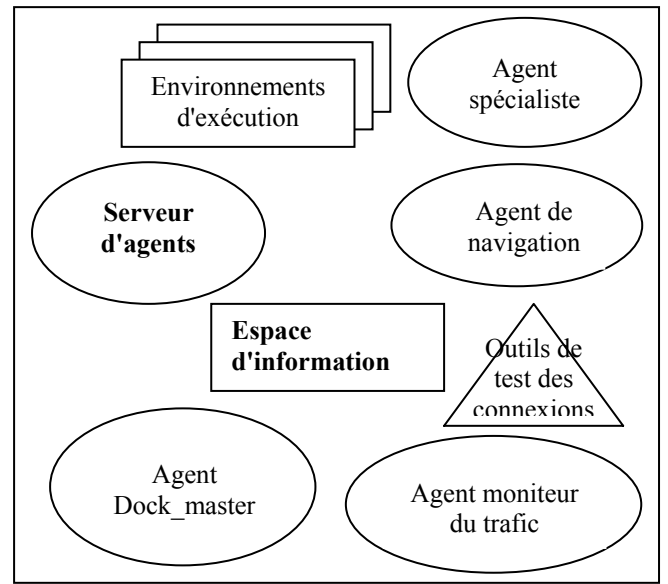 Environnements
d'exécution
Agent
spécialiste
Serveur
d'agents
Agent de
navigation
Espace
d'information
Outils de
test des
connexions
Agent
Dock_master
Agent moniteur
du trafic